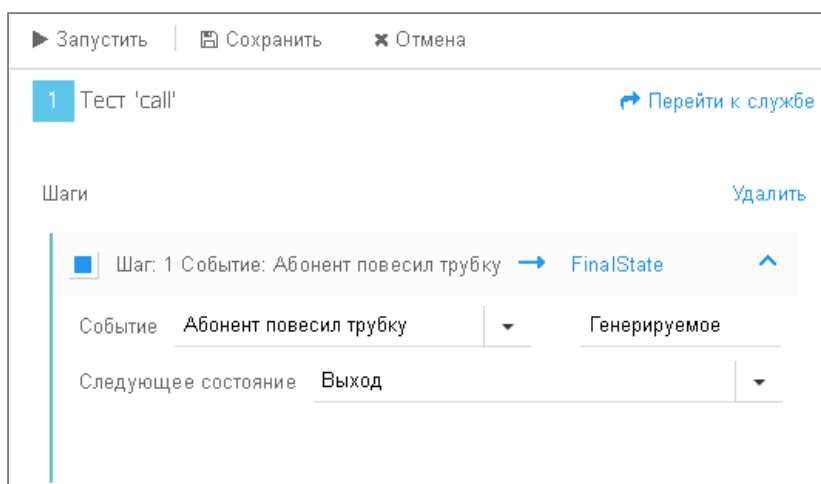 Запустить Сохранить Отмена
1 Тест 'call' Перейти к службе
Шаги Удалить
Шаг: 1 Событие: Абонент повесил трубку → FinalState
Событие Абонент повесил трубку Генерируемое
Следующее состояние Выход